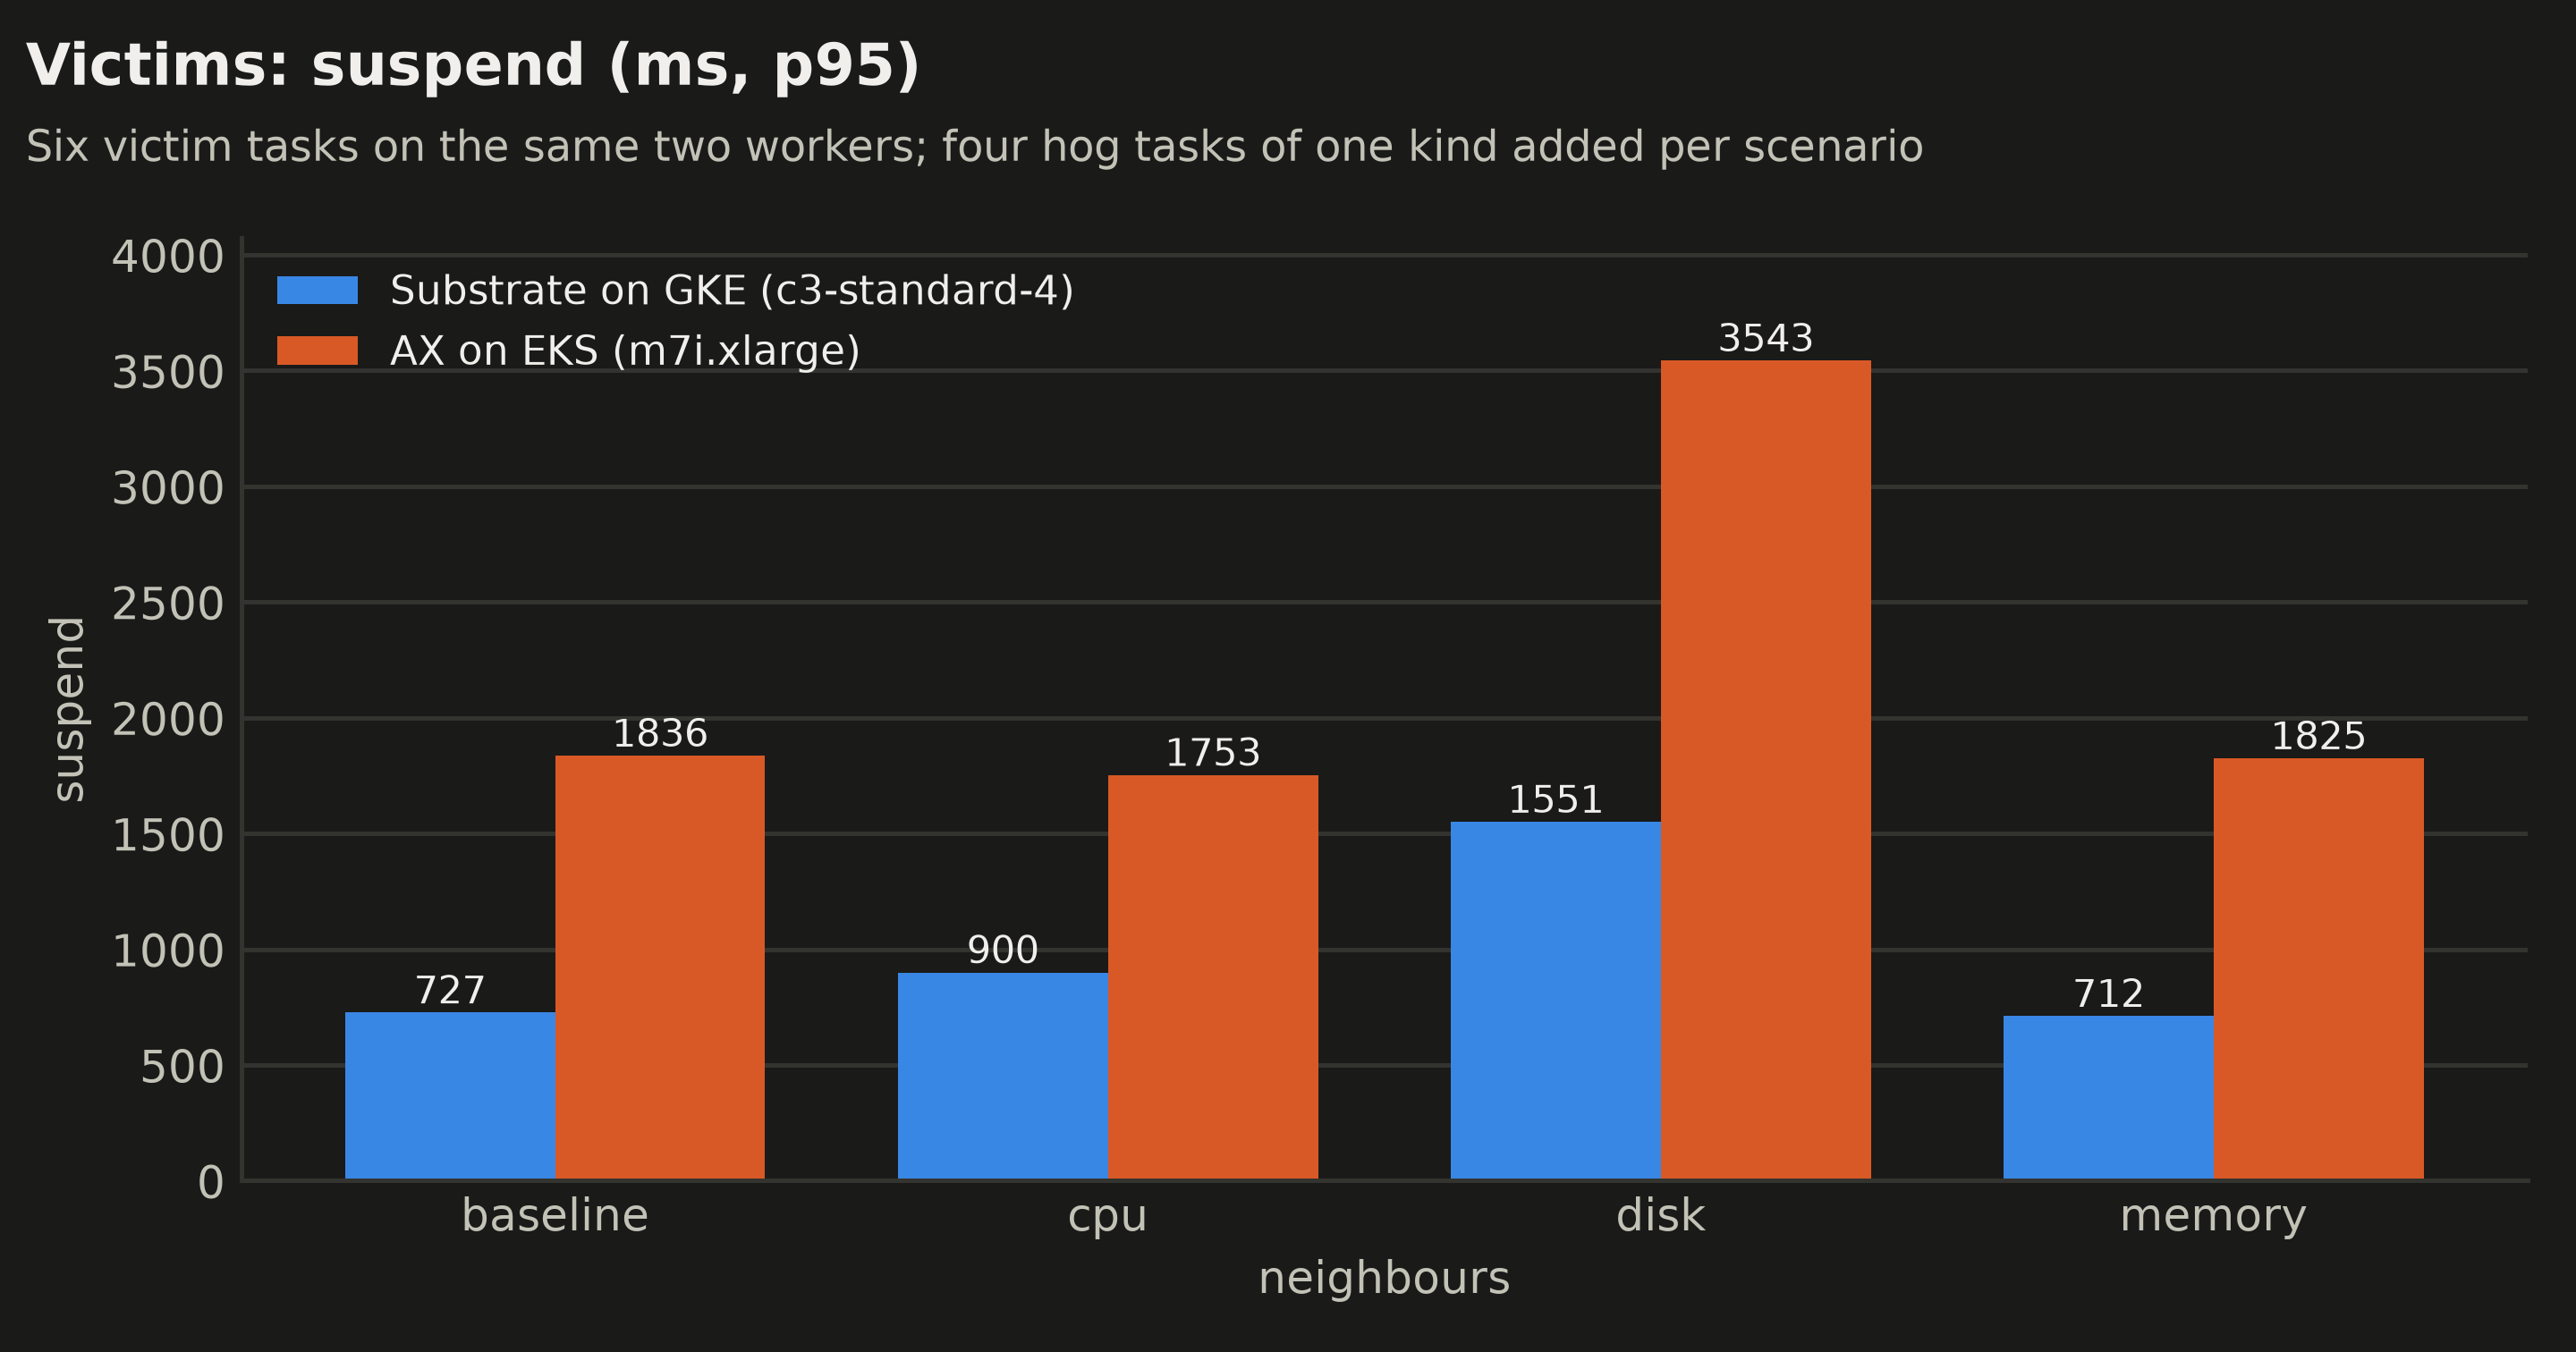 Victims: suspend (ms, p95)
Six victim tasks on the same two workers; four hog tasks of one kind added per scenario
4000
3500
3000
2500
2000
1500
1000
500
0
suspend
Substrate on GKE (c3-standard-4)
AX on EKS (m7i.xlarge)
727
1836
900
1753
1551
3543
712
1825
baseline
cpu
disk
memory
neighbours